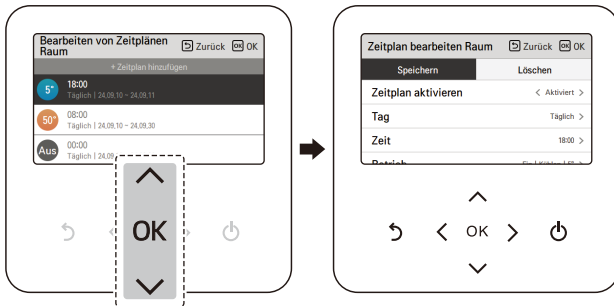 Bearbeiten von Zeitplänen
Raum
Zurück OK OK
+ Zeitplan hinzufügen
5°
18:00
Täglich | 24,09,10 ~ 24,09,11
50°
08:00
Täglich | 24,09,10 ~ 24,09,30
Aus
00:00
Täglich | 24,09
OK
Zeitplan bearbeiten Raum
Zurück OK OK
Speichern
Löschen
Zeitplan aktivieren
< Aktiviert >
Tag
Täglich >
Zeit
18:00 >
Betrieb
< OK >